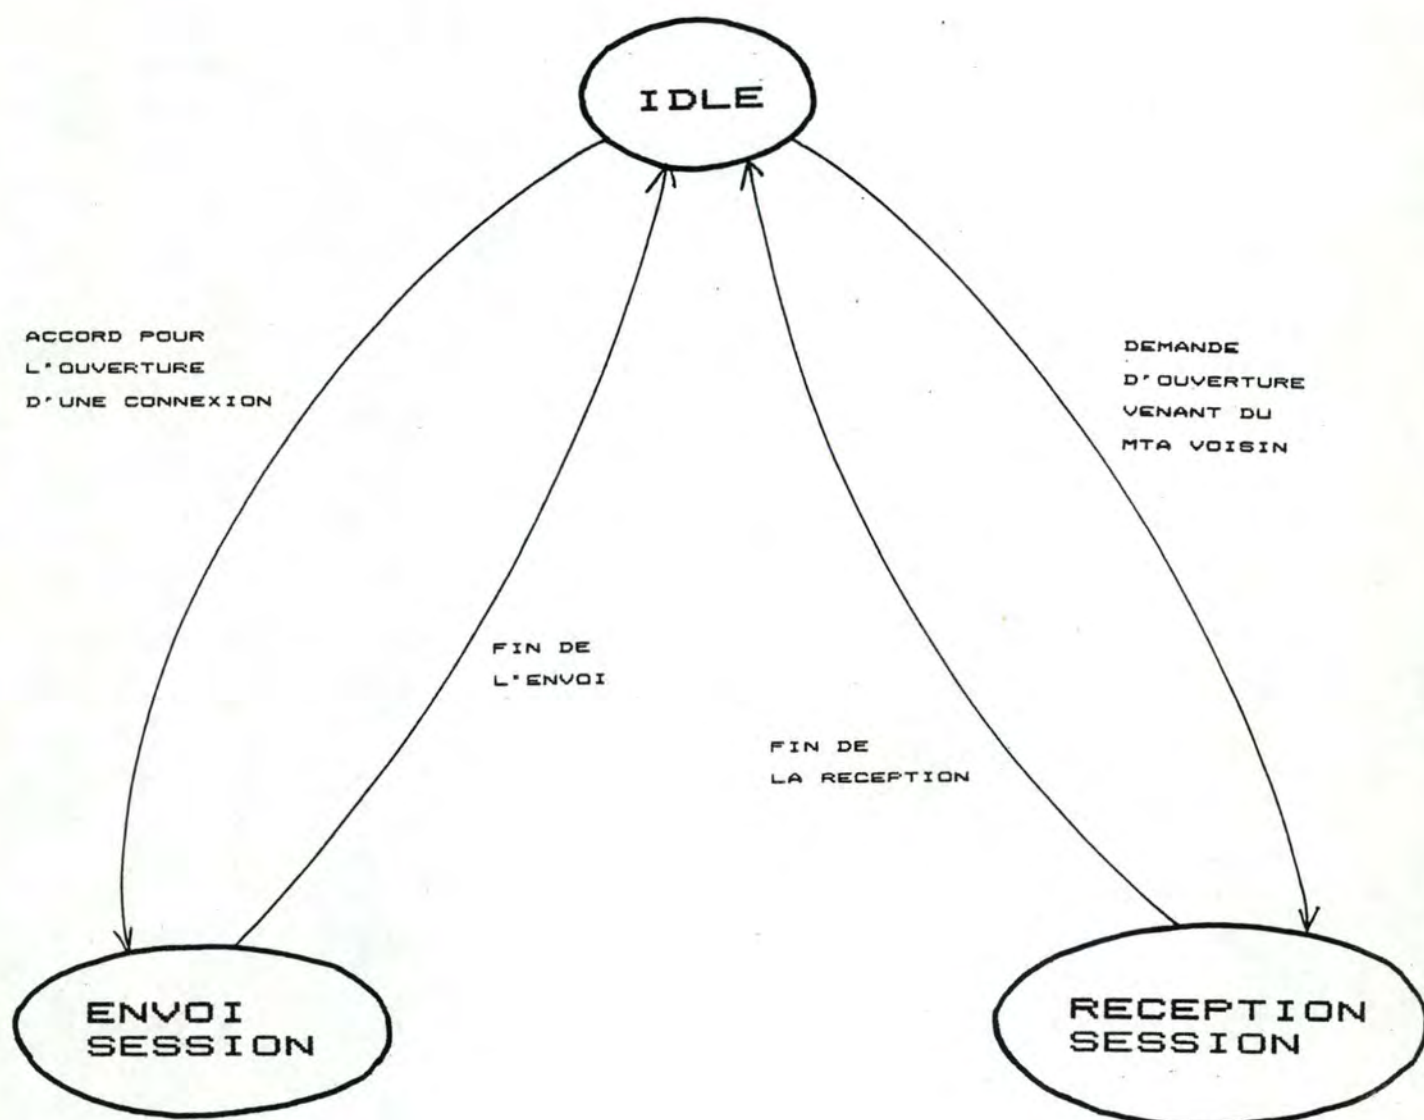 IDLE
ACCORD POUR
L'OUVERTURE
D'UNE CONNEXION
DEMANDE
D'OUVERTURE
VENANT DU
MTA VOISIN
FIN DE
L'ENVOI
FIN DE
LA RECEPTION
ENVOI
SESSION
RECEPTION
SESSION